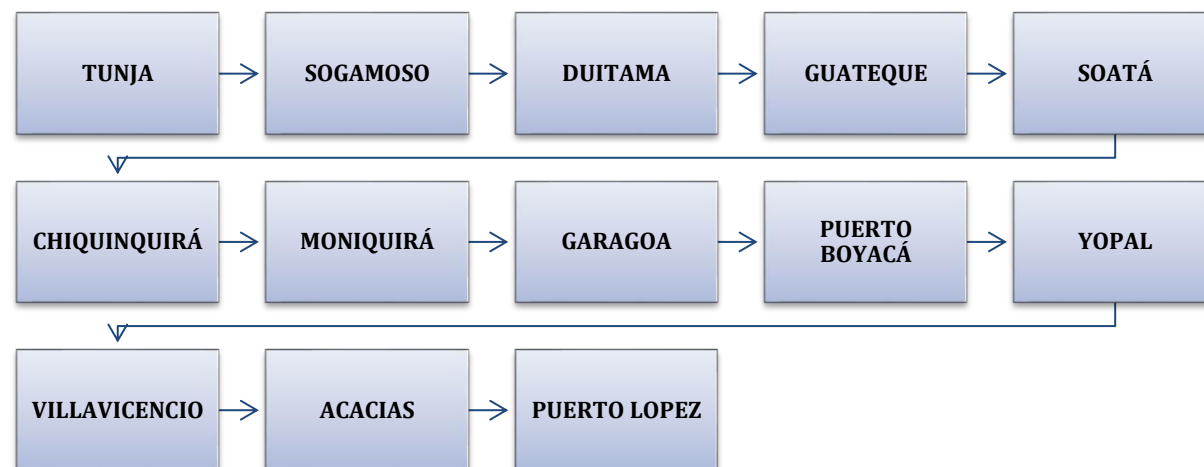 TUNJA
SOGAMOSO
DUITAMA
GUATEQUE
SOATÁ
CHIQUINQUIRÁ
MONIQUIRÁ
GARAGOA
PUERTO
BOYACÁ
YOPAL
VILLAVICENCIO
ACACIAS
PUERTO LOPEZ